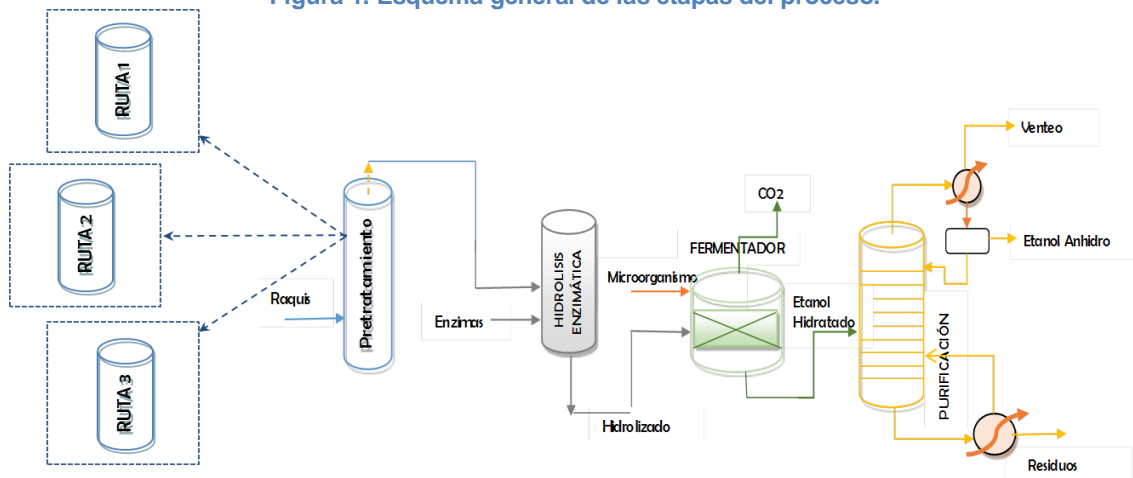 Figura 1. Esquema general de las etapas del proceso.
RUTA 1
RUTA 2
RUTA 3
Raquis
Pretratamiento
Enzimas
HIDROLISIS
ENZIMÁTICA
Hidrolizado
Microorganismo
FERMENTADOR
CO2
Etanol
Hidratado
PURIFICACIÓN
Venteo
Etanol Anhidro
Residuos